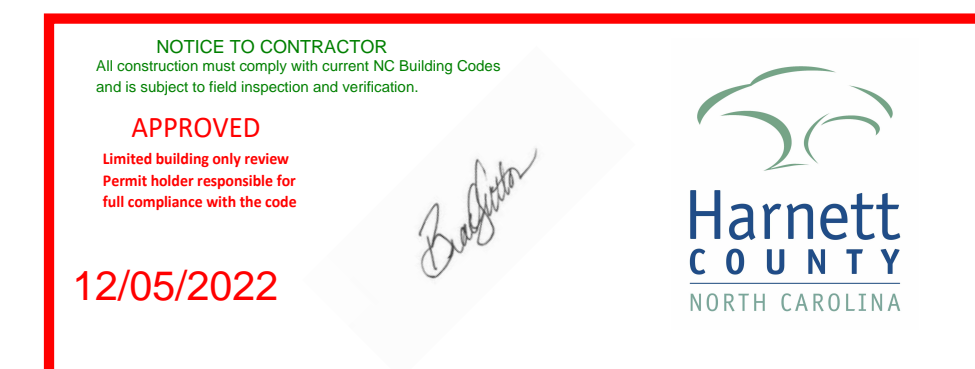 NOTICE TO CONTRACTOR
All construction must comply with current NC Building Codes
and is subject to field inspection and verification.
APPROVED
Limited building only review
Permit holder responsible for
full compliance with the code
Brad Sutton
12/05/2022
Harnett
COUNTY
NORTH CAROLINA